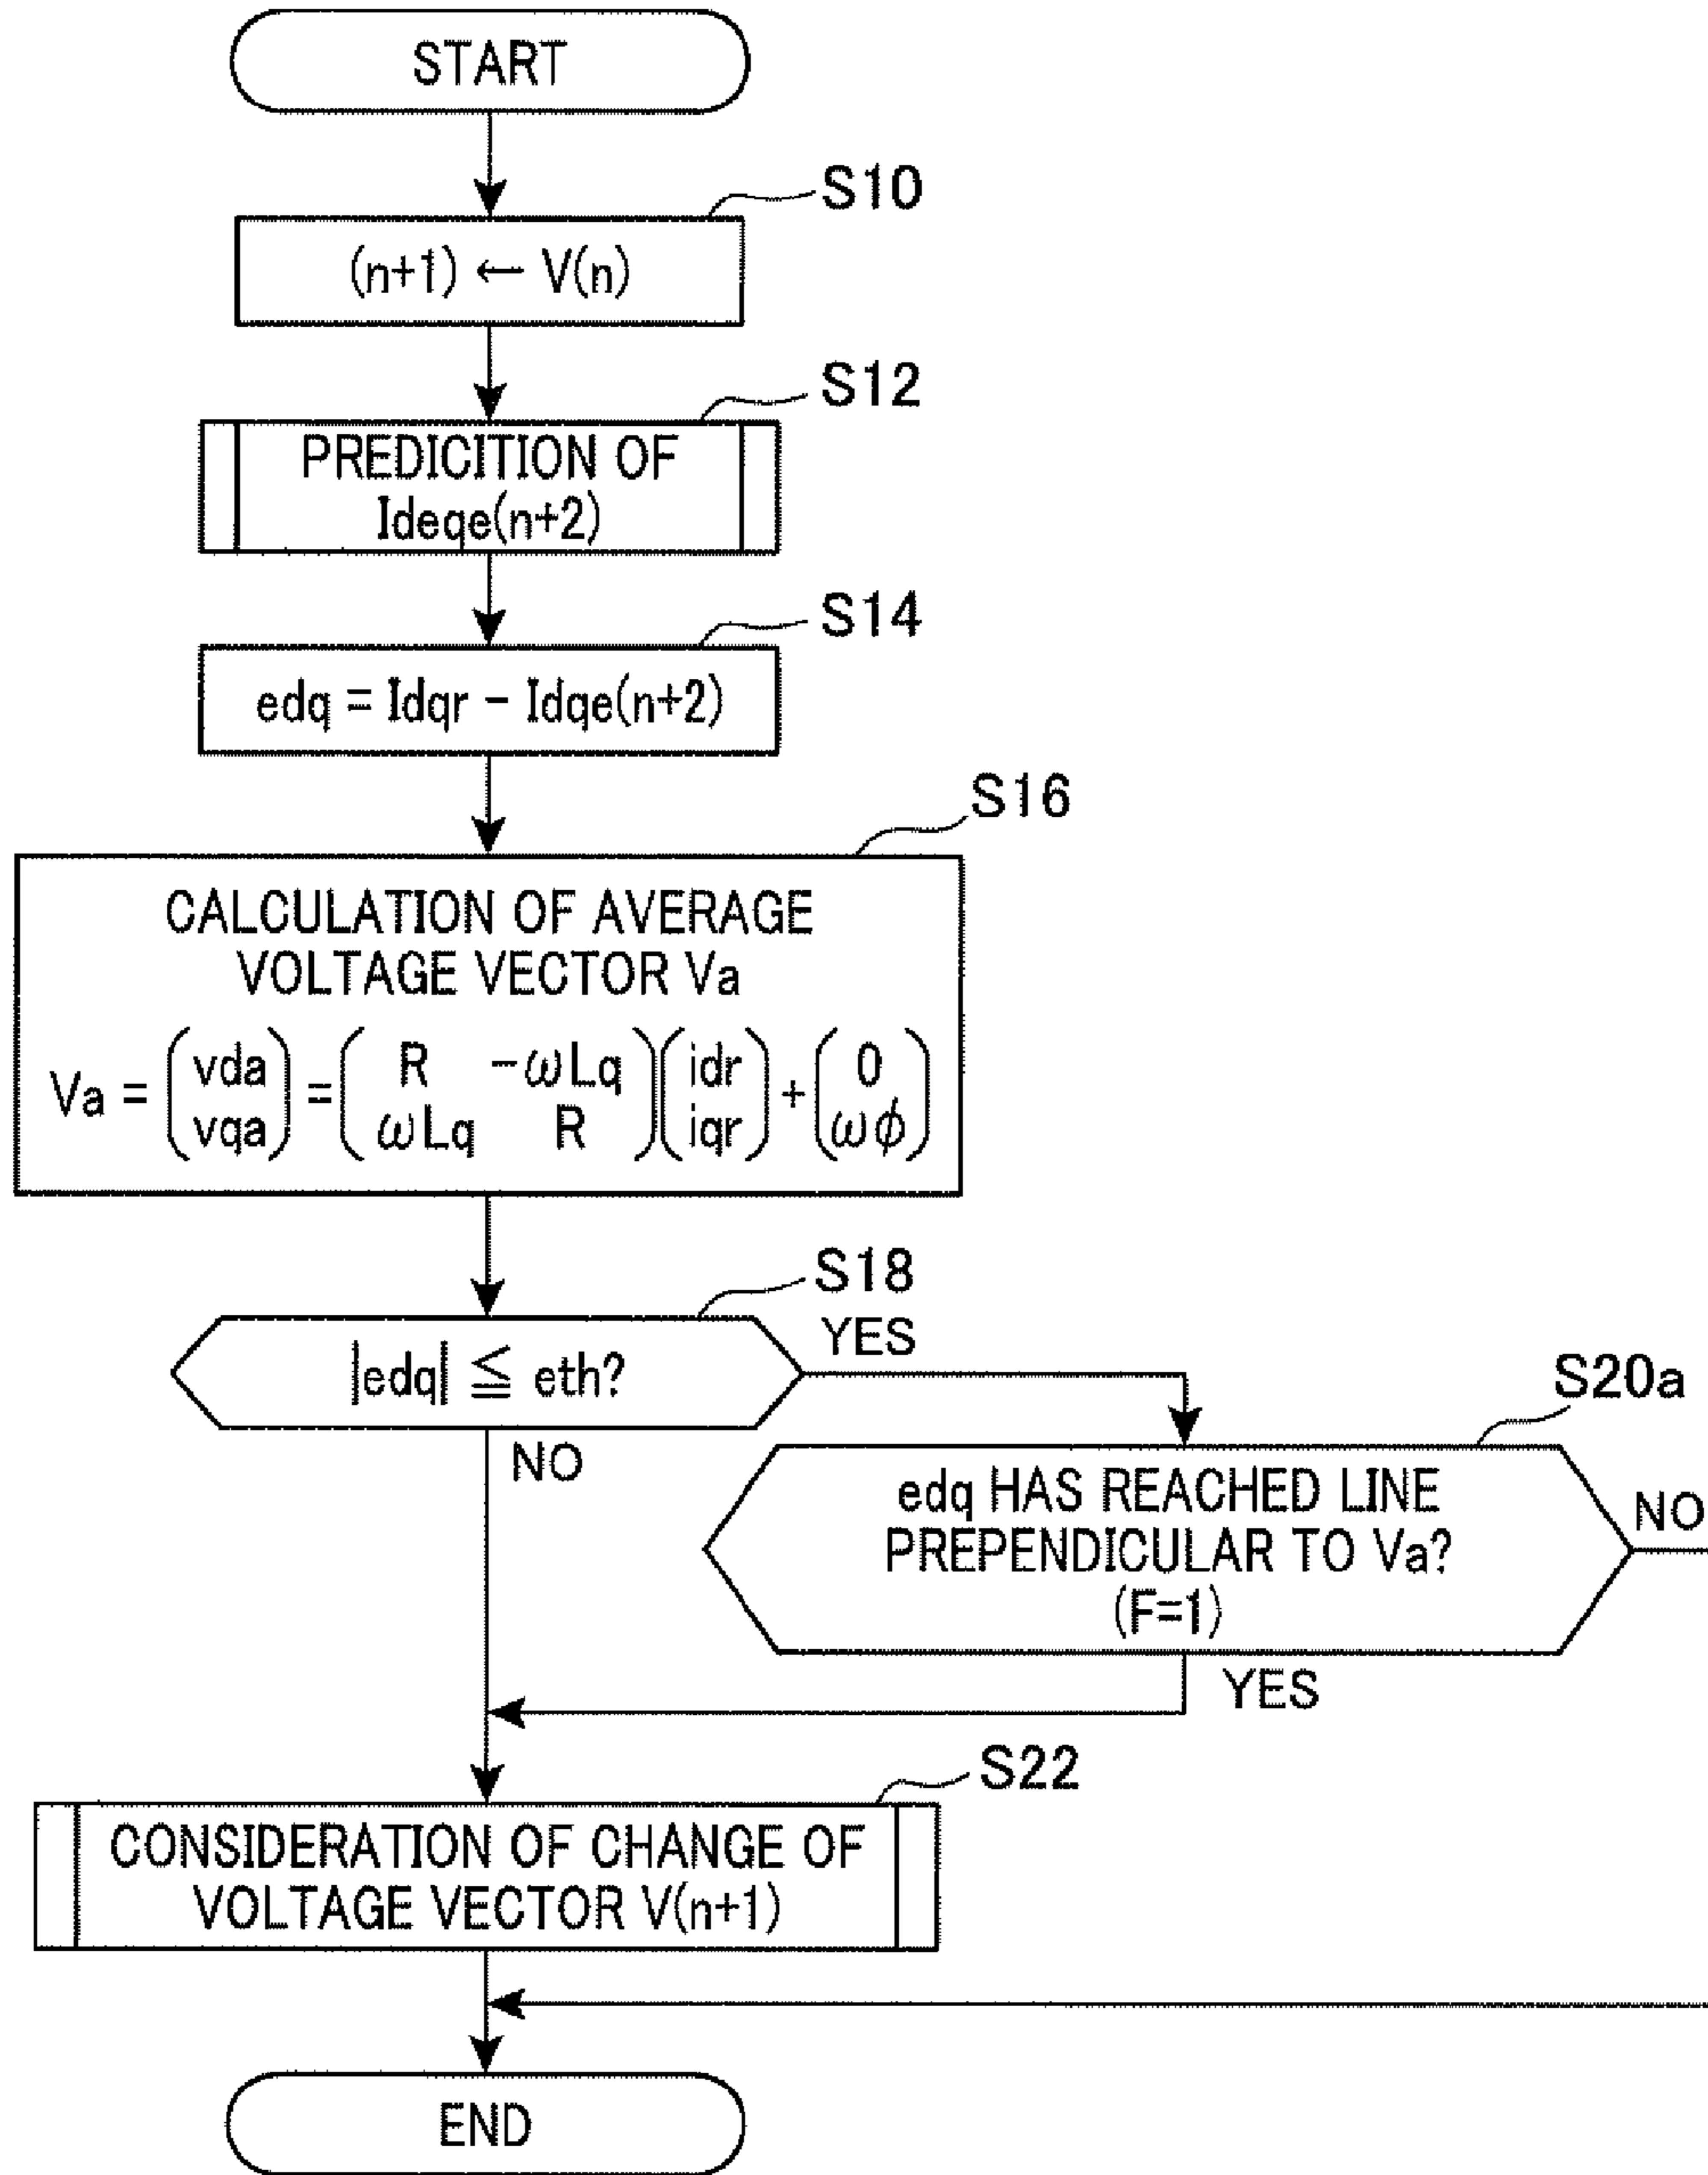 START
S10
(n+1) ← V(n)
S12
PREDICITION OF
Ideqe(n+2)
S14
edq = Idqr - Idqe(n+2)
S16
CALCULATION OF AVERAGE
VOLTAGE VECTOR Va
Va = (vda vqa) = (R -ωLq ωLq R)(idr iqr) + (0 ωϕ)
S18
|edq| ≦ eth?
YES
NO
S20a
edq HAS REACHED LINE
PREPENDICULAR TO Va?
(F=1)
NO
YES
S22
CONSIDERATION OF CHANGE OF
VOLTAGE VECTOR V(n+1)
END